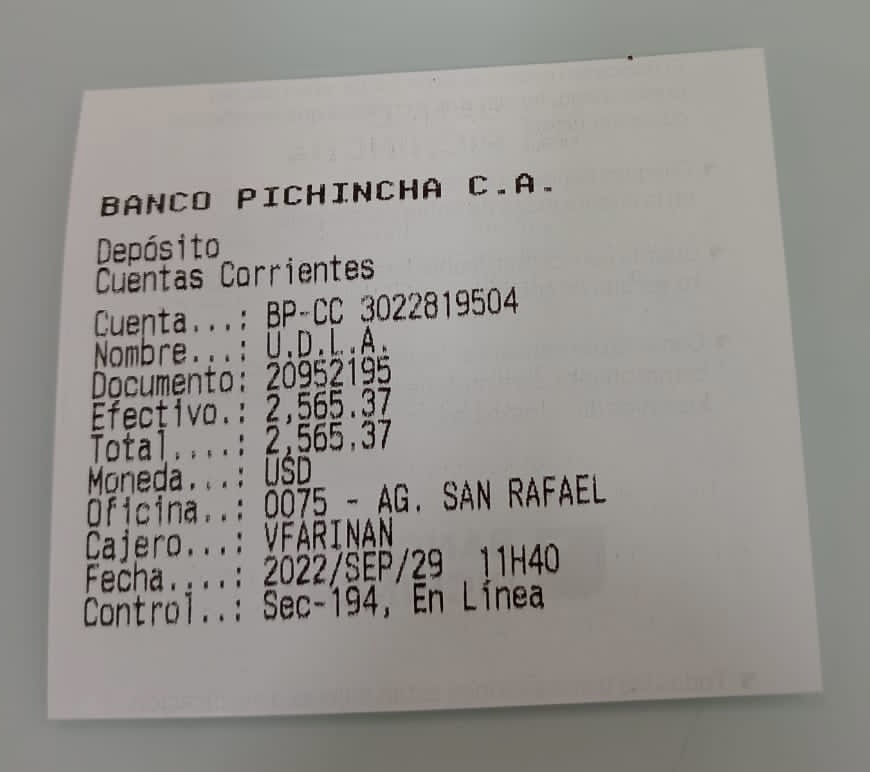 BANCO PICHINCHA C.A.
Depósito
Cuentas Corrientes
Cuenta...: BP-CC 3022819504
Nombre...: U.D.L.A.
Documento: 20952195
Efectivo.: 2,565.37
Total....: 2,565.37
Moneda...: USD
Oficina..: 0075 - AG. SAN RAFAEL
Cajero...: VFARINAN
Fecha....: 2022/SEP/29 11H40
Control..: Sec-194, En Línea